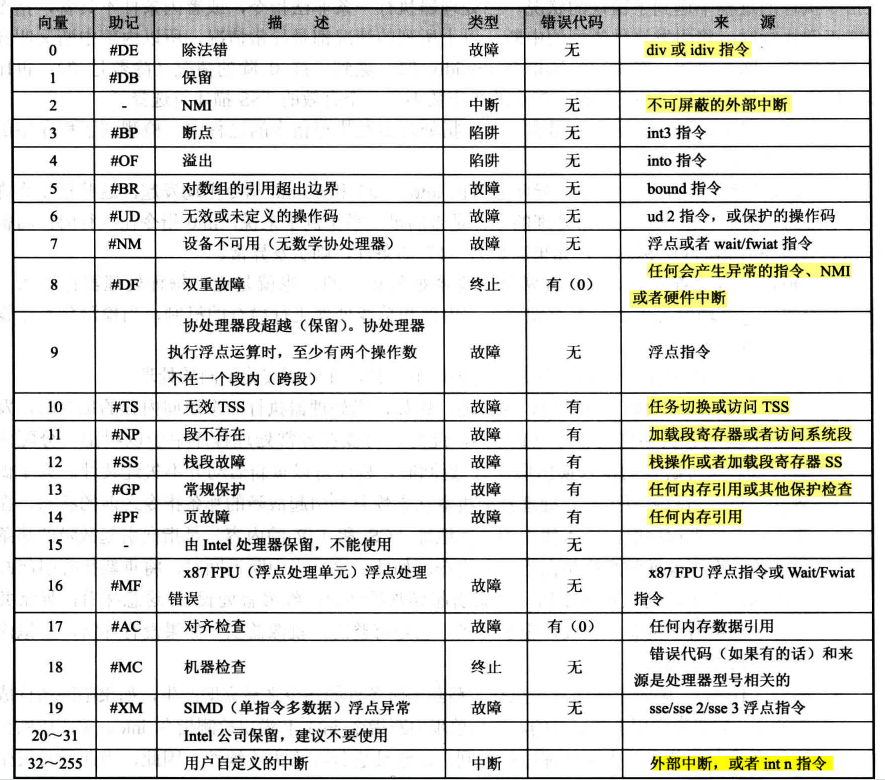 向量 助记 描 述 类型 错误代码 来 源
0 #DE 除法错 故障 无 div 或 idiv 指令
1 #DB 保留
2 - NMI 中断 无 不可屏蔽的外部中断
3 #BP 断点 陷阱 无 int3 指令
4 #OF 溢出 陷阱 无 into 指令
5 #BR 对数组的引用超出边界 故障 无 bound 指令
6 #UD 无效或未定义的操作码 故障 无 ud 2 指令，或保护的操作码
7 #NM 设备不可用（无数学协处理器） 故障 无 浮点或者 wait/fwiat 指令
8 #DF 双重故障 终止 有（0） 任何会产生异常的指令、NMI
或者硬件中断
9 协处理器段超越（保留）。协处理器
执行浮点运算时，至少有两个操作数
不在一个段内（跨段） 故障 无 浮点指令
10 #TS 无效 TSS 故障 有 任务切换或访问 TSS
11 #NP 段不存在 故障 有 加载段寄存器或者访问系统段
12 #SS 栈段故障 故障 有 栈操作或者加载段寄存器 SS
13 #GP 常规保护 故障 有 任何内存引用或其他保护检查
14 #PF 页故障 故障 有 任何内存引用
15 - 由 Intel 处理器保留，不能使用 无
16 #MF x87 FPU（浮点处理单元）浮点处理
错误 故障 无 x87 FPU 浮点指令或 Wait/Fwiat
指令
17 #AC 对齐检查 故障 有（0） 任何内存数据引用
18 #MC 机器检查 终止 无 错误代码（如果有的话）和来
源是处理器型号相关的
19 #XM SIMD（单指令多数据）浮点异常 故障 无 sse/sse 2/sse 3 浮点指令
20～31 Intel 公司保留，建议不要使用
32～255 用户自定义的中断 中断 外部中断，或者 int n 指令